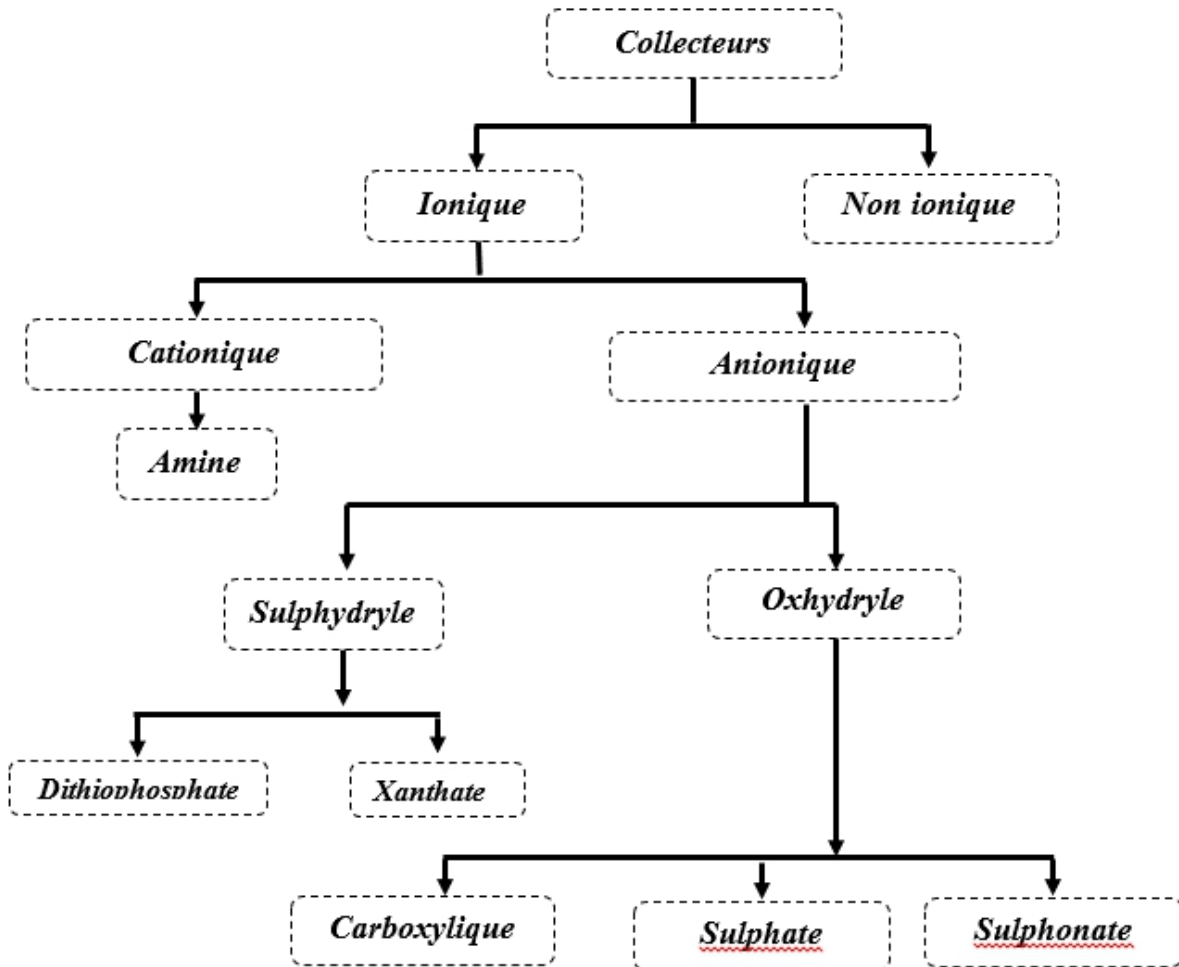 Collecteurs
Ionique
Non ionique
Cationique
Anionique
Amine
Sulphydryle
Oxhydryle
Dithiophosphate
Xanthate
Carboxylique
Sulphate
Sulphonate